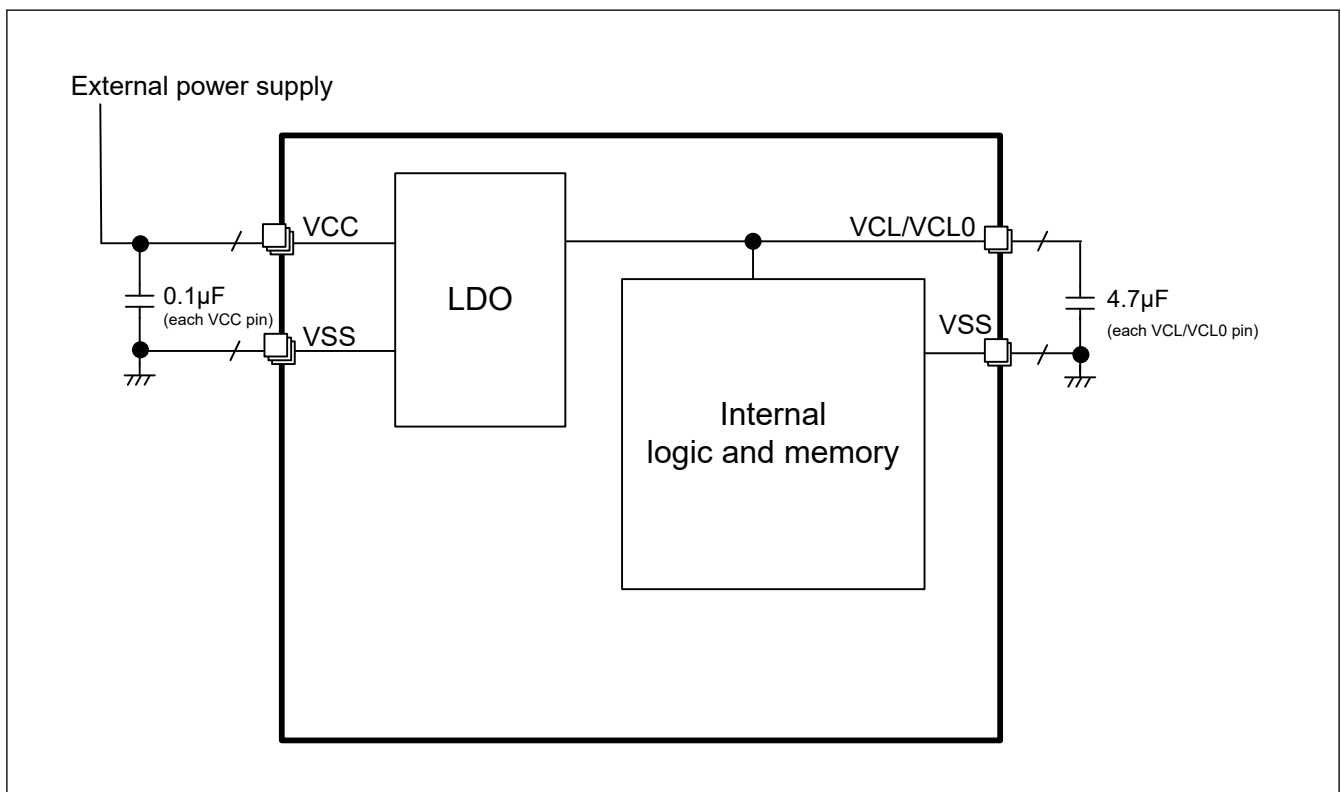 External power supply
VCC
VCL/VCL0
0.1µF
(each VCC pin)
LDO
4.7µF
(each VCL/VCL0 pin)
VSS
VSS
Internal
logic and memory